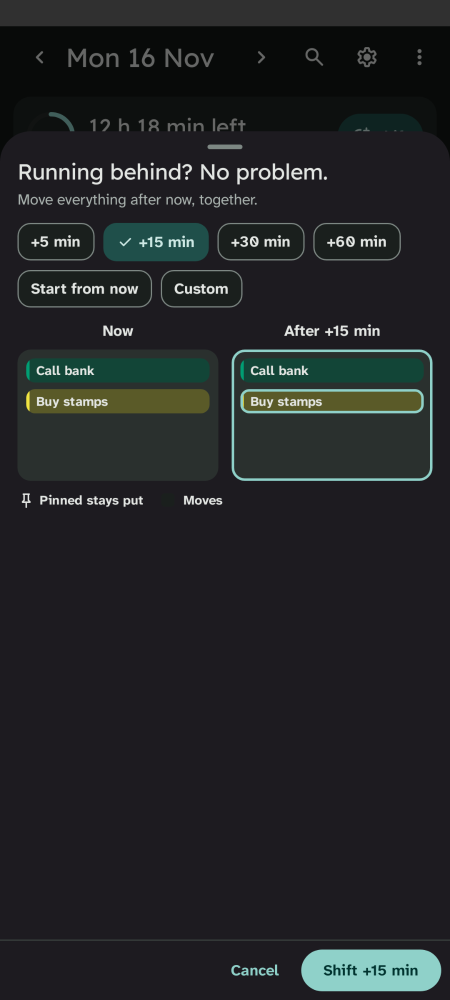 Mon 16 Nov
12 h 18 min left
Running behind? No problem.
Move everything after now, together.
+5 min
+15 min
+30 min
+60 min
Start from now
Custom
Now
After +15 min
Call bank
Call bank
Buy stamps
Buy stamps
Pinned stays put
Moves
Cancel
Shift +15 min